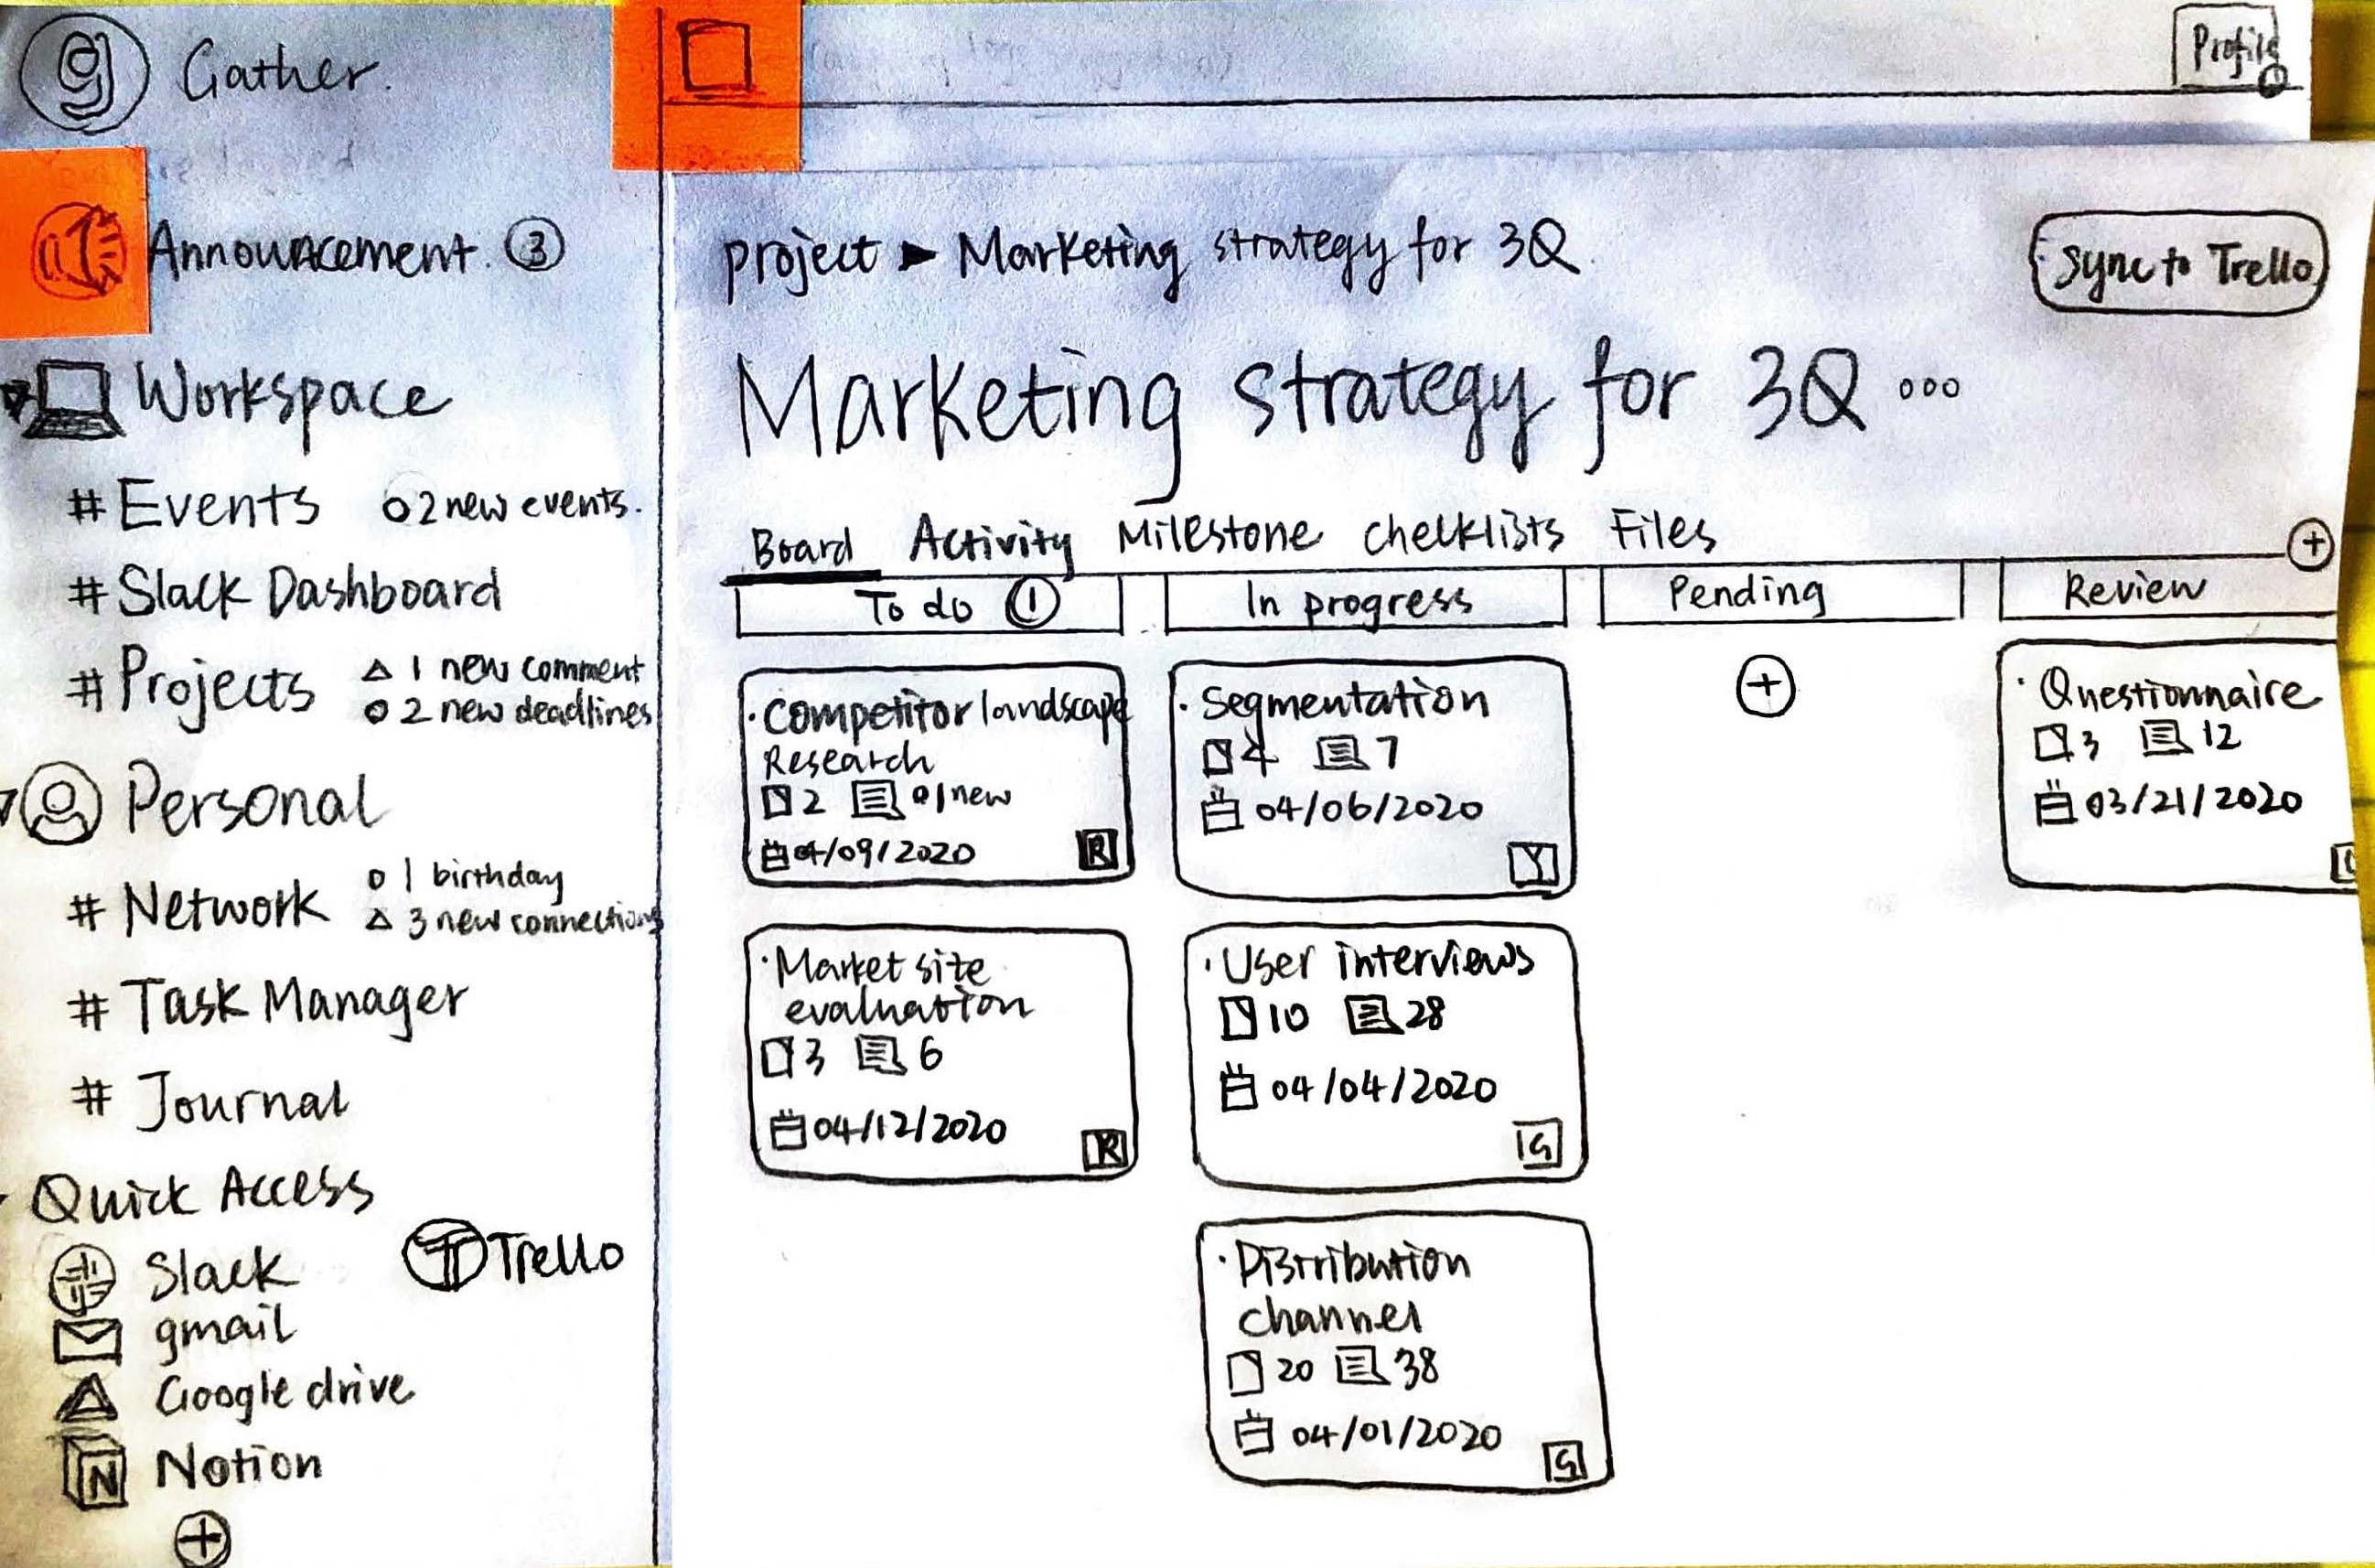 g Gather.
Profile
Announcement. 3
Workspace
# Events o 2 new events.
# Slack Dashboard
# Projects △ 1 new comment
o 2 new deadlines
Personal
# Network o 1 birthday
△ 3 new connections
# Task Manager
# Journal
Quick Access
Slack
Trello
gmail
Google drive
N Notion
+
project ▶ Marketing strategy for 3Q
Sync to Trello
Marketing strategy for 3Q ...
Board Activity Milestone checklists Files
+
To do 1
· Competitor landscape
Research
2 1 new
04/09/2020
R
· Market site
evaluation
3 6
04/12/2020
R
In progress
· Segmentation
4 7
04/06/2020
Y
· User interviews
10 28
04/04/2020
G
· Distribution
channel
20 38
04/01/2020
G
Pending
+
Review
· Questionnaire
3 12
03/21/2020